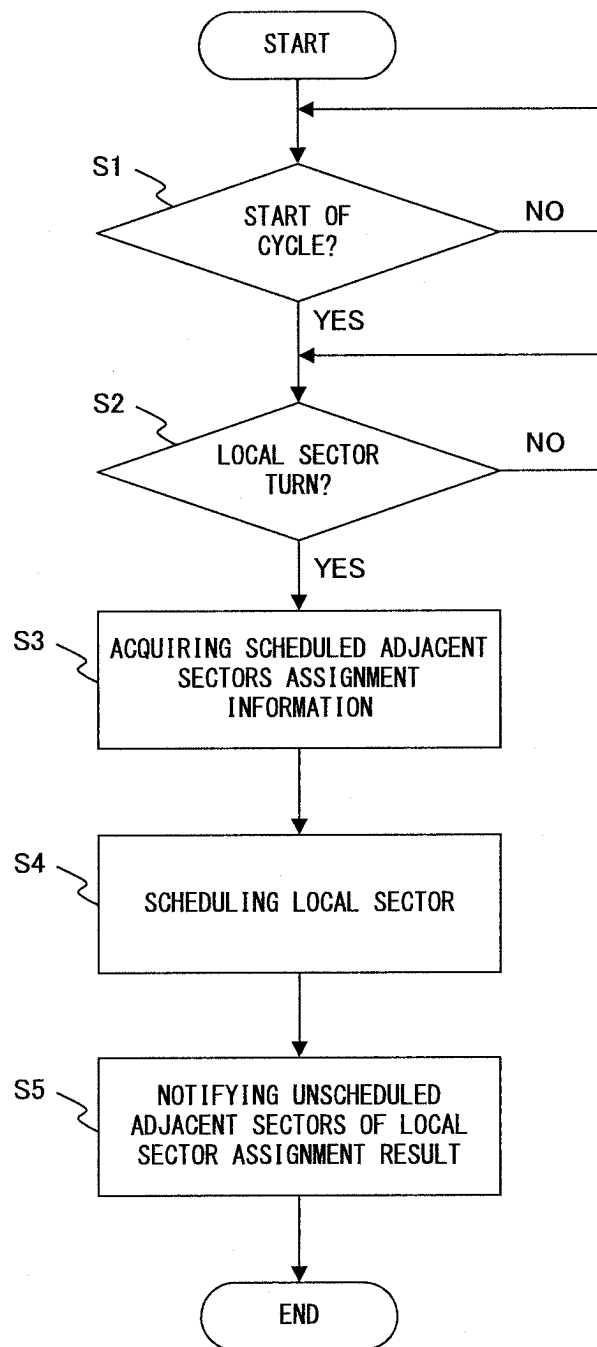 START
S1
START OF
CYCLE?
NO
YES
S2
LOCAL SECTOR
TURN?
NO
YES
S3
ACQUIRING SCHEDULED ADJACENT
SECTORS ASSIGNMENT
INFORMATION
S4
SCHEDULING LOCAL SECTOR
S5
NOTIFYING UNSCHEDULED
ADJACENT SECTORS OF LOCAL
SECTOR ASSIGNMENT RESULT
END